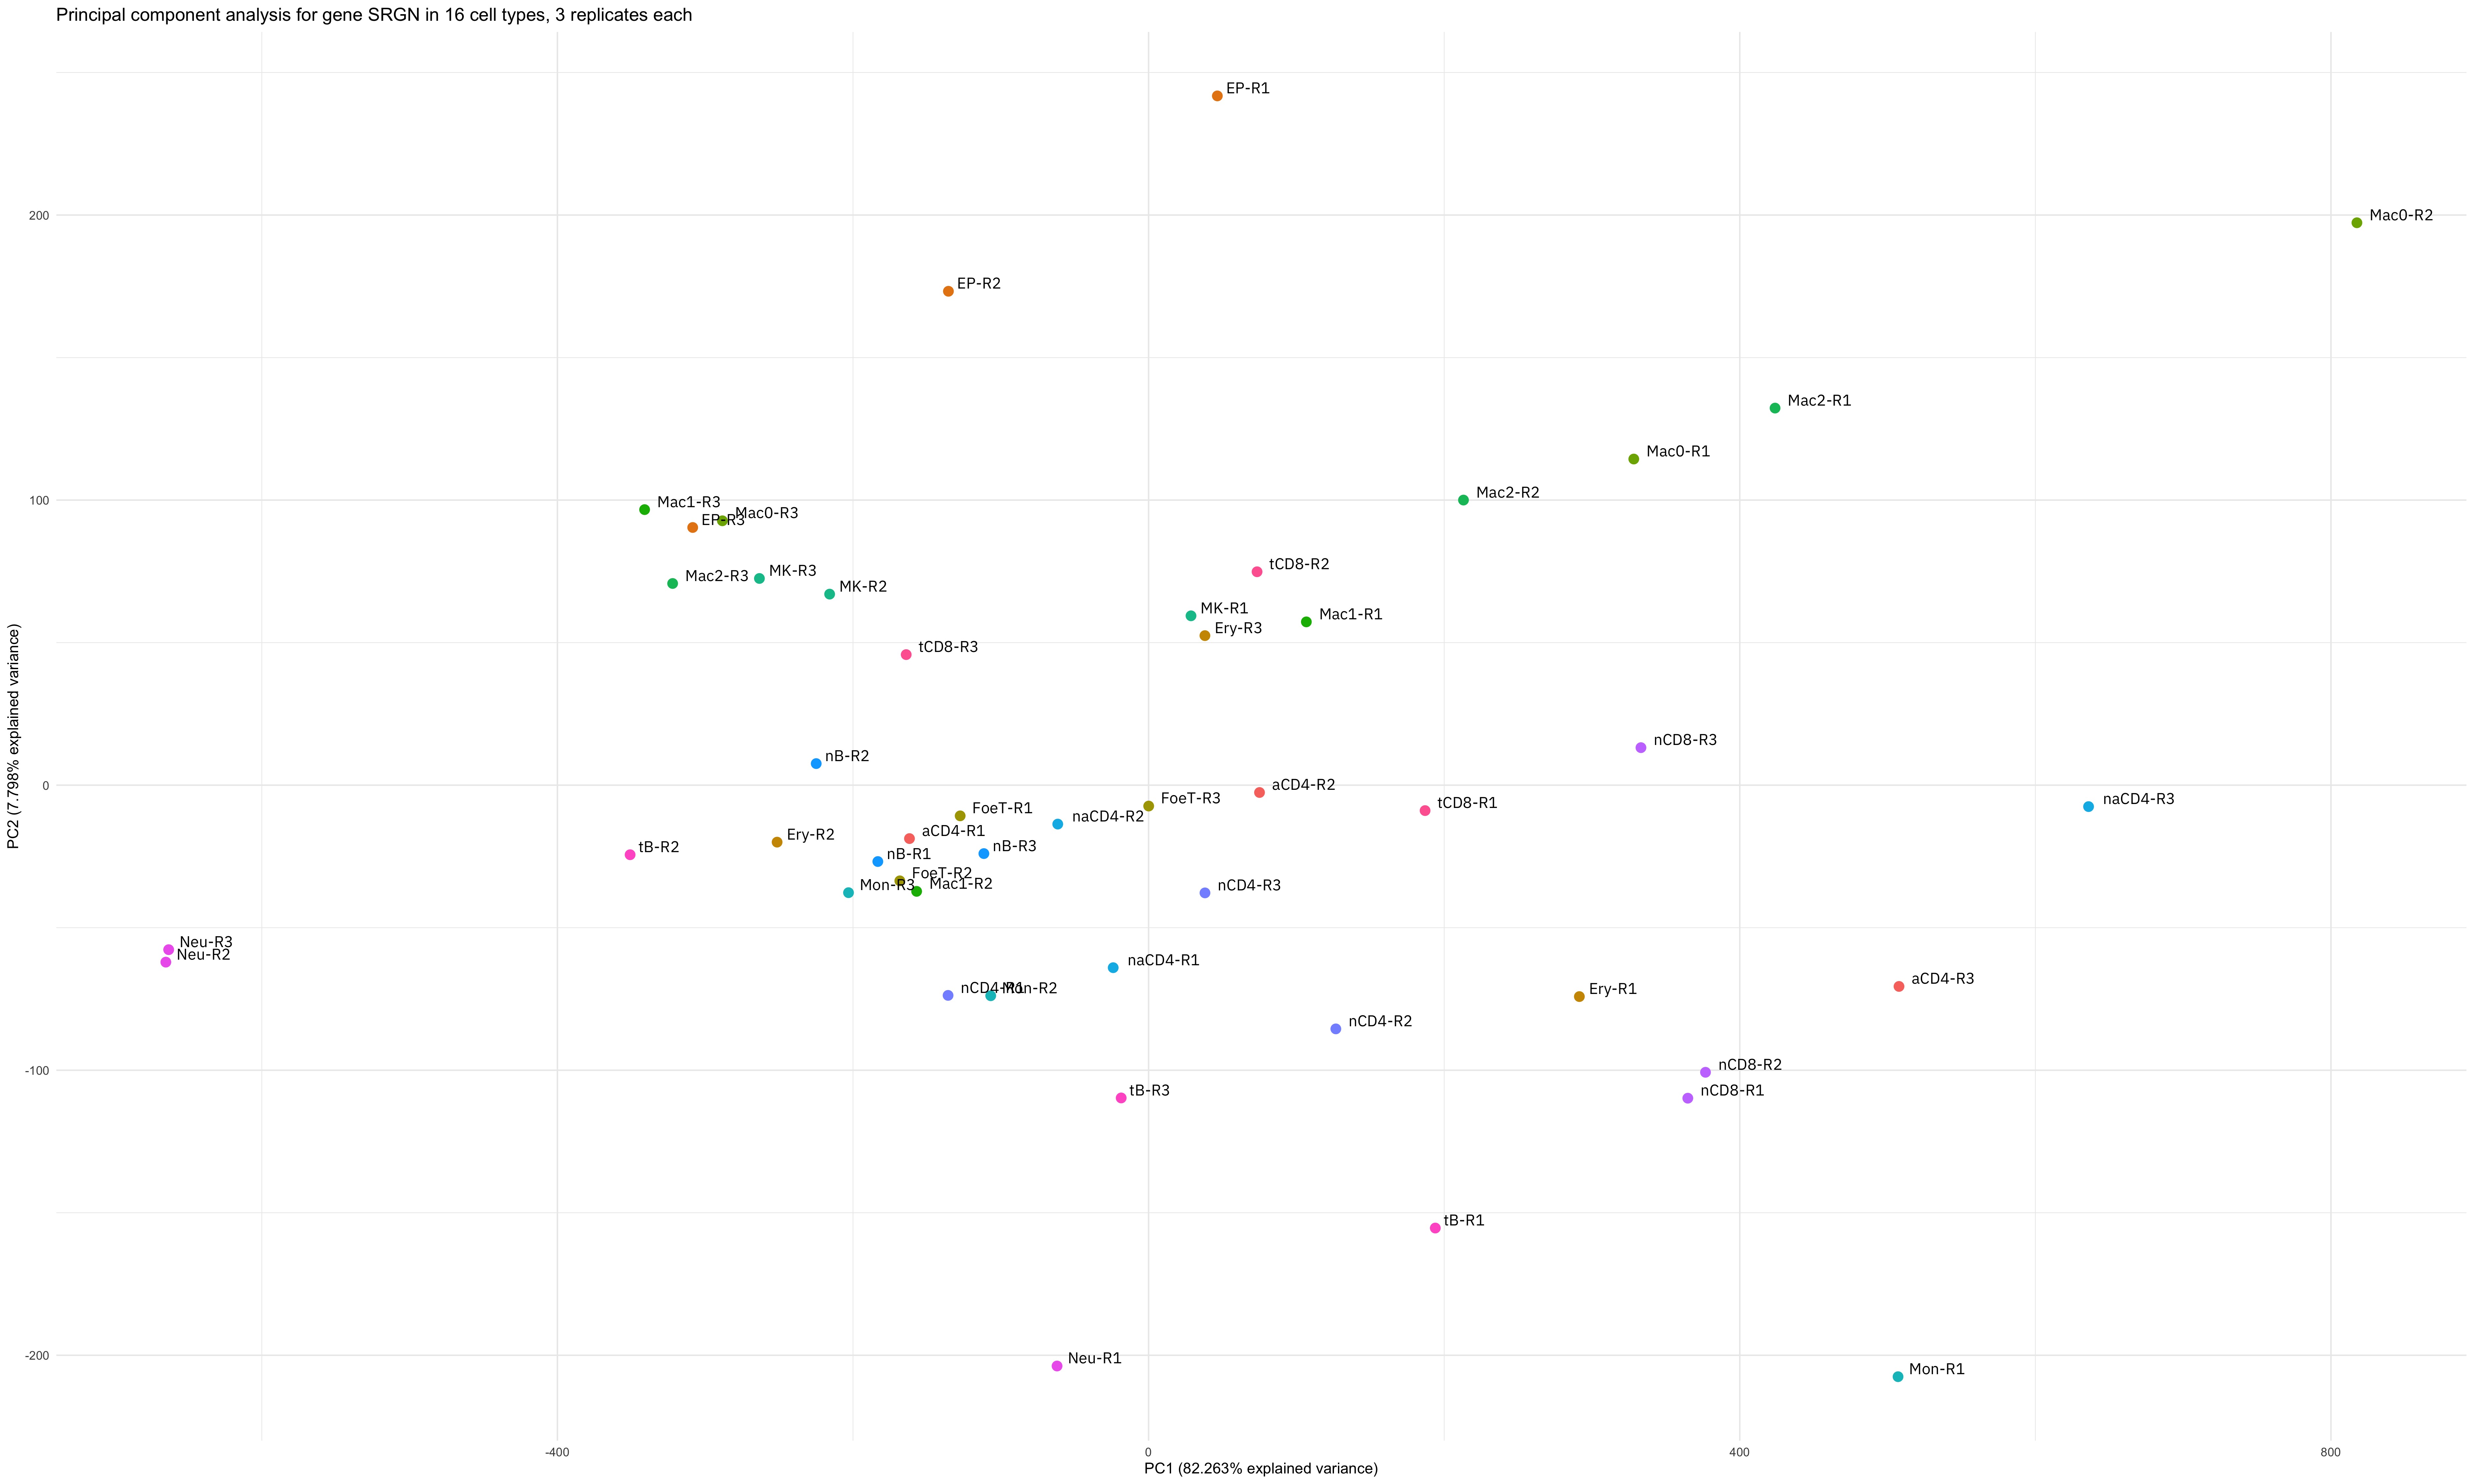 Principal component analysis for gene SRGN in 16 cell types, 3 replicates each
EP-R1
Mac0-R2
200
EP-R2
Mac2-R1
Mac0-R1
Mac2-R2
100
Mac1-R3
Mac0-R3
EP-R3
tCD8-R2
MK-R3
Mac2-R3
MK-R2
MK-R1
Mac1-R1
Ery-R3
tCD8-R3
nCD8-R3
nB-R2
0
aCD4-R2
naCD4-R3
FoeT-R3
tCD8-R1
FoeT-R1
naCD4-R2
aCD4-R1
Ery-R2
nB-R3
tB-R2
nB-R1
FoeT-R2
Mon-R3
Mac1-R2
nCD4-R3
Neu-R3
Neu-R2
naCD4-R1
aCD4-R3
nCD4-R1
Mon-R2
Ery-R1
nCD4-R2
nCD8-R2
-100
tB-R3
nCD8-R1
tB-R1
-200
Neu-R1
Mon-R1
PC2 (7.798% explained variance)
-400
0
400
800
PC1 (82.263% explained variance)